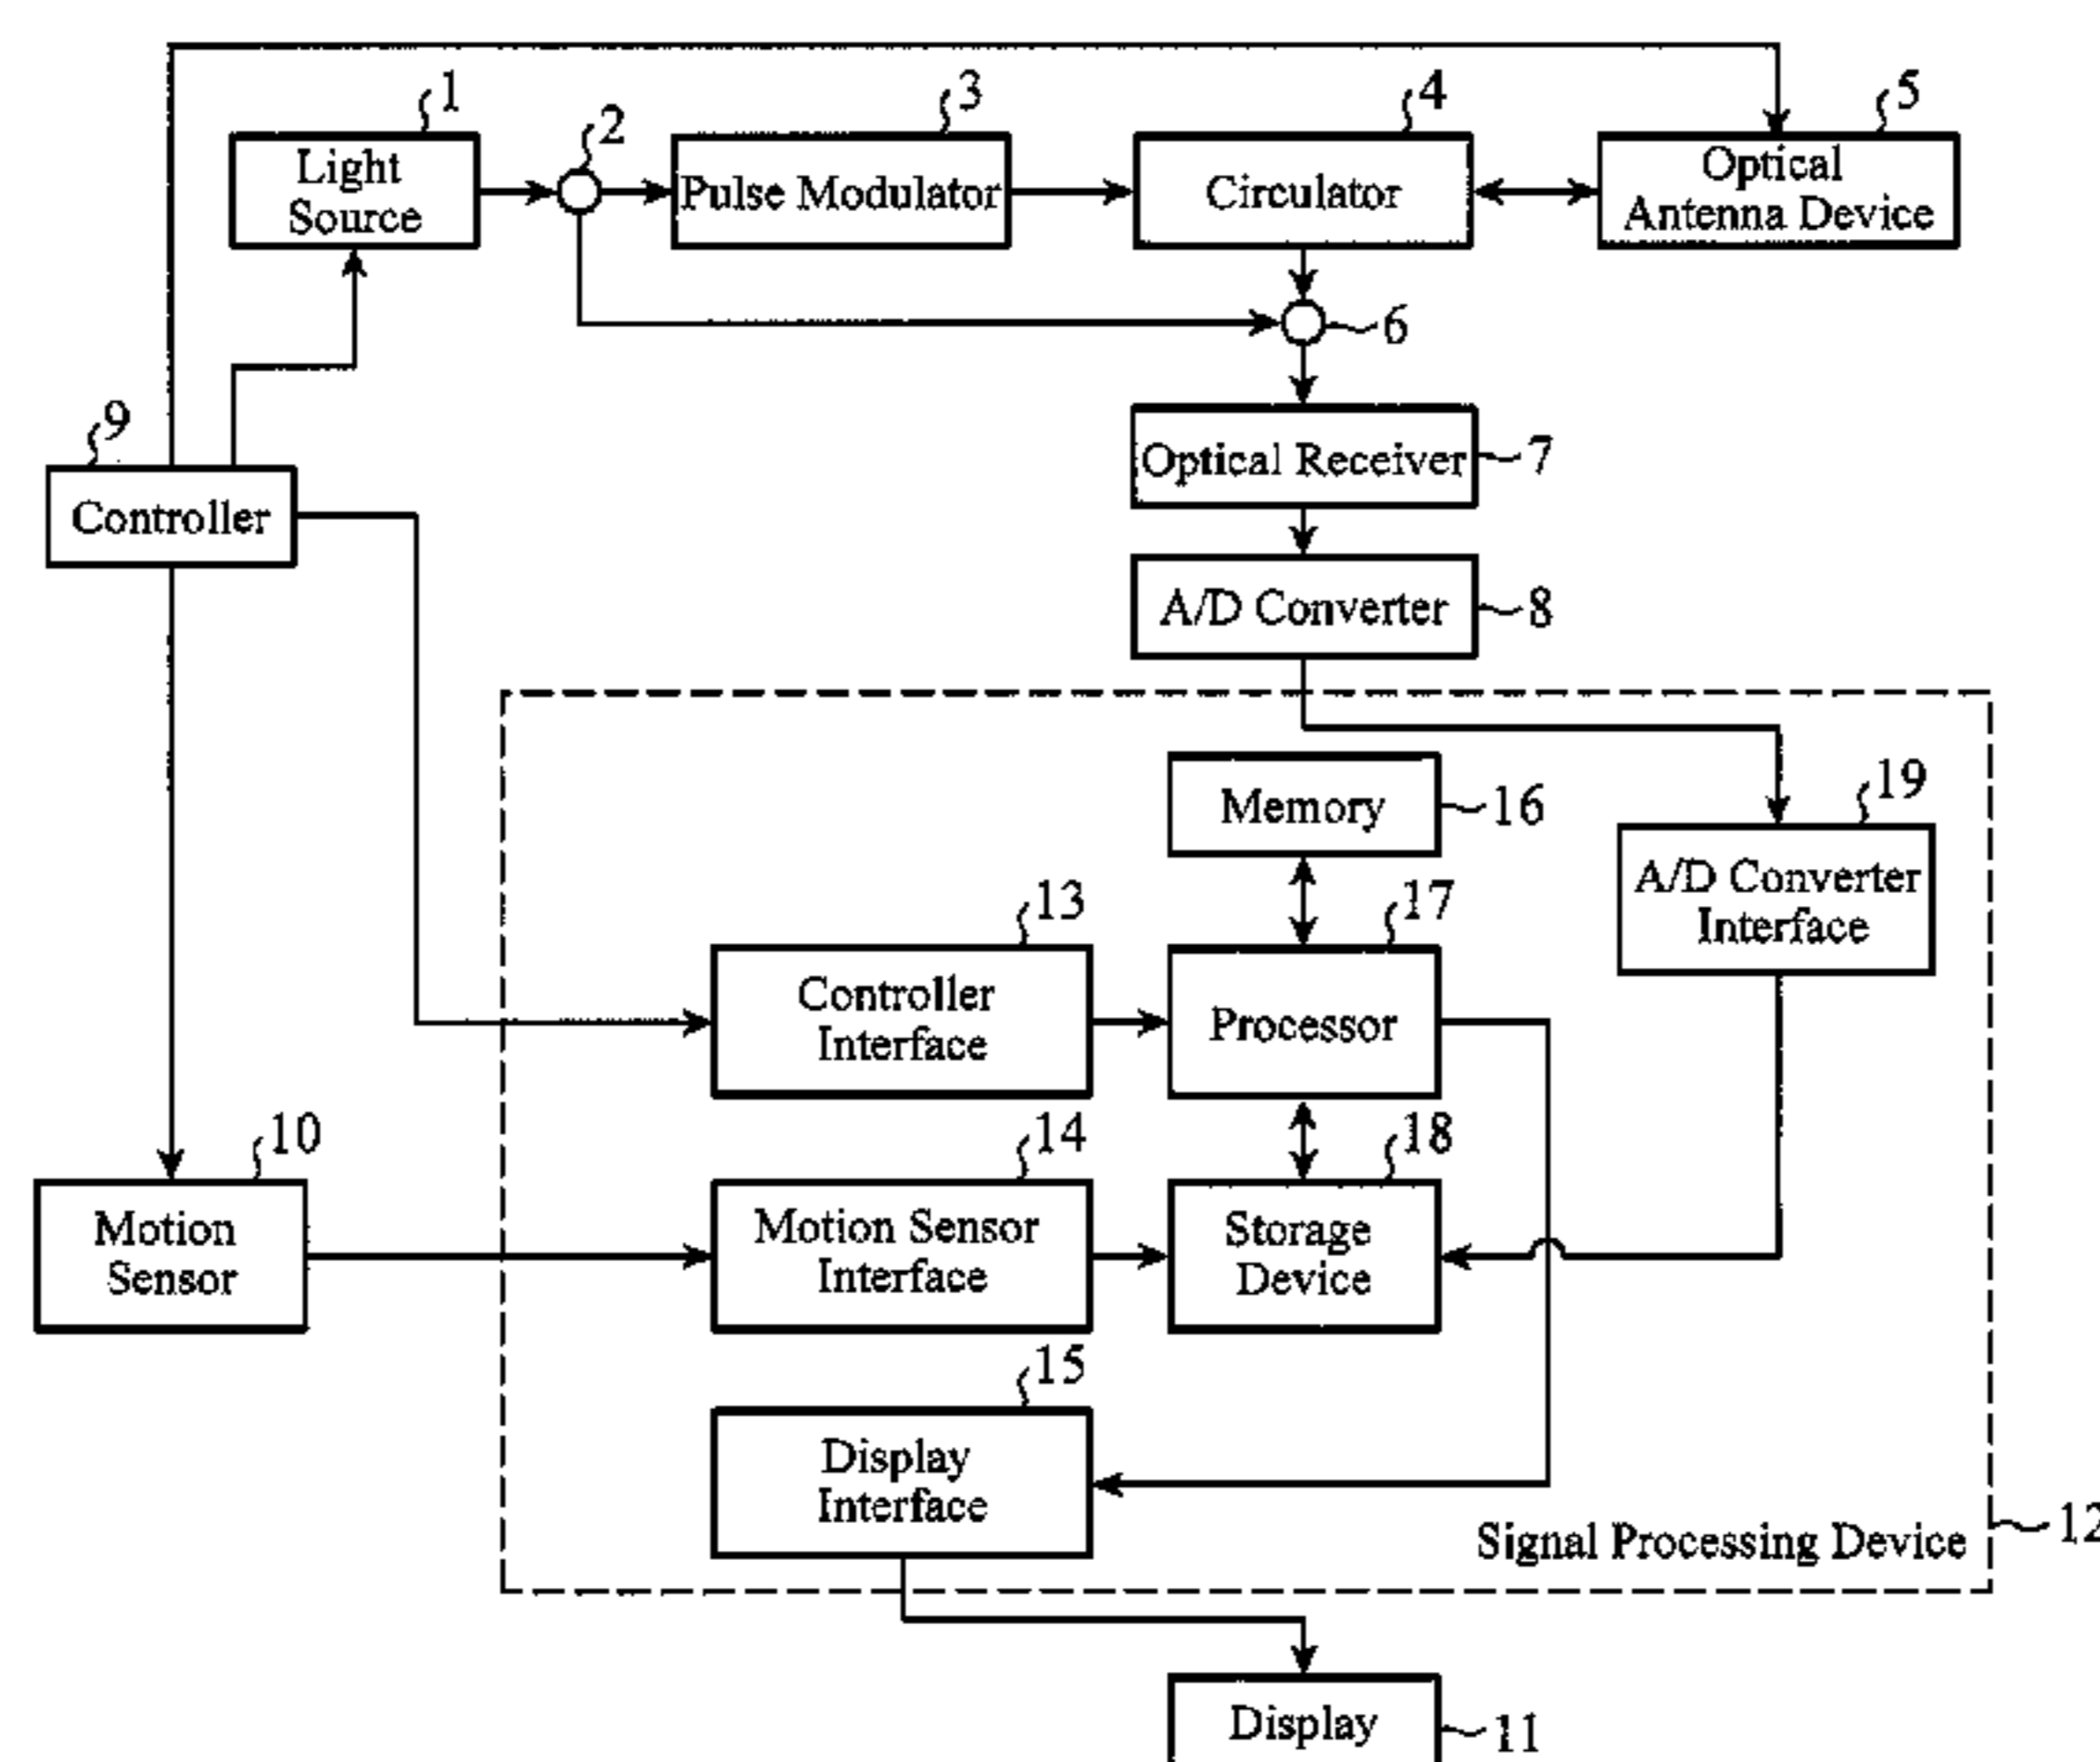 1
2
3
4
5
Light
Source
Pulse Modulator
Circulator
Optical
Antenna Device
6
9
Controller
Optical Receiver
7
A/D Converter
8
Memory
16
19
A/D Converter
Interface
13
17
Controller
Interface
Processor
10
14
18
Motion
Sensor
Motion Sensor
Interface
Storage
Device
15
Display
Interface
Signal Processing Device
12
Display
11